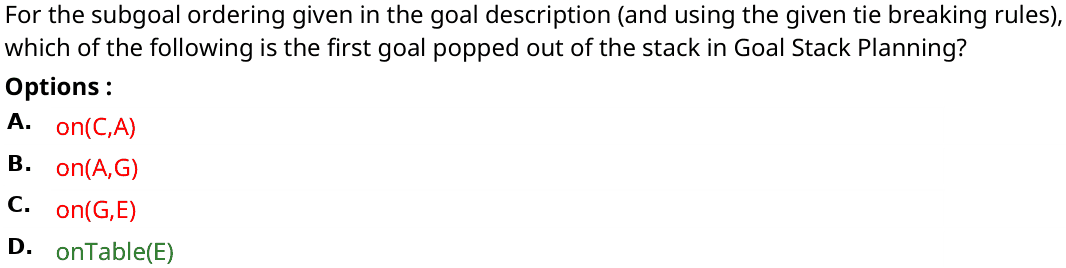 For the subgoal ordering given in the goal description (and using the given tie breaking rules),
which of the following is the first goal popped out of the stack in Goal Stack Planning?
Options :
A. on(C,A)
B. on(A,G)
C. on(G,E)
D. onTable(E)